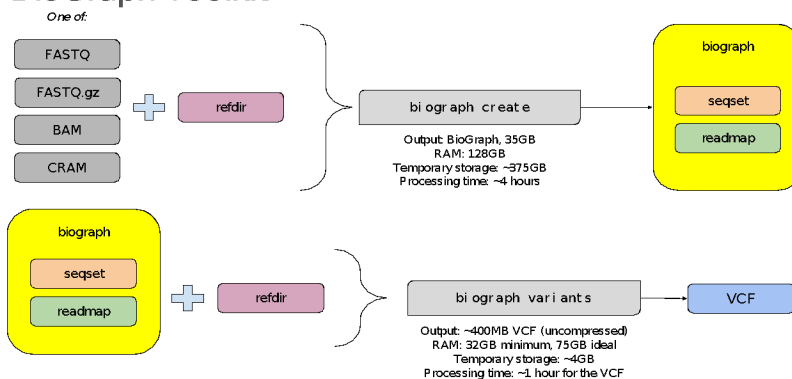 One of:
FASTQ
FASTQ.gz
BAM
CRAM
refdir
biograph create
Output: BioGraph, 35GB
RAM: 128GB
Temporary storage: ~375GB
Processing time: ~4 hours
biograph
seqset
readmap
biograph
seqset
readmap
refdir
biograph variants
Output: ~400MB VCF (uncompressed)
RAM: 32GB minimum, 75GB ideal
Temporary storage: ~4GB
Processing time: ~1 hour for the VCF
VCF